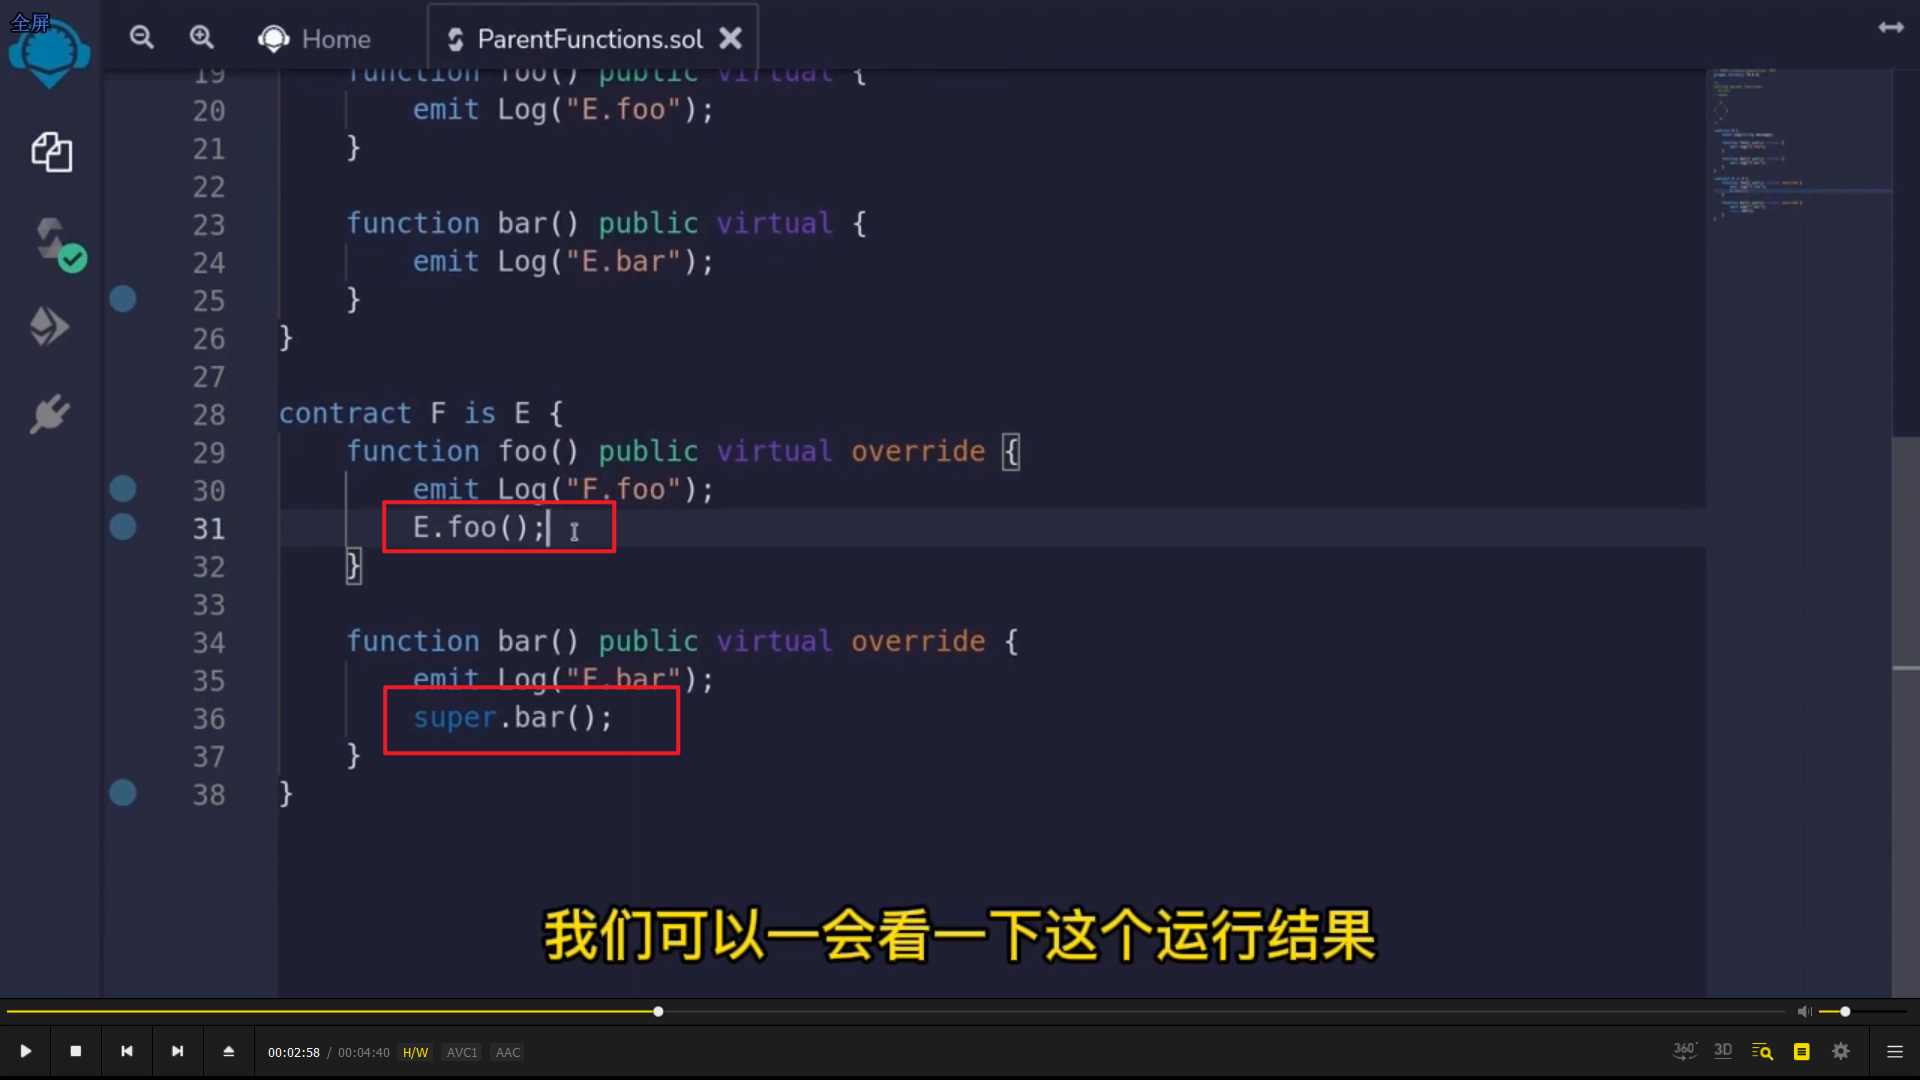 全屏
Home
ParentFunctions.sol
19 function foo() public virtual {
20 emit Log("E.foo");
21 }
22
23 function bar() public virtual {
24 emit Log("E.bar");
25 }
26 }
27
28 contract F is E {
29 function foo() public virtual override {
30 emit Log("F.foo");
31 E.foo();
32 }
33
34 function bar() public virtual override {
35 emit Log("F.bar");
36 super.bar();
37 }
38 }
我们可以一会看一下这个运行结果
00:02:58 / 00:04:40 H/W AVC1 AAC
360° 3D